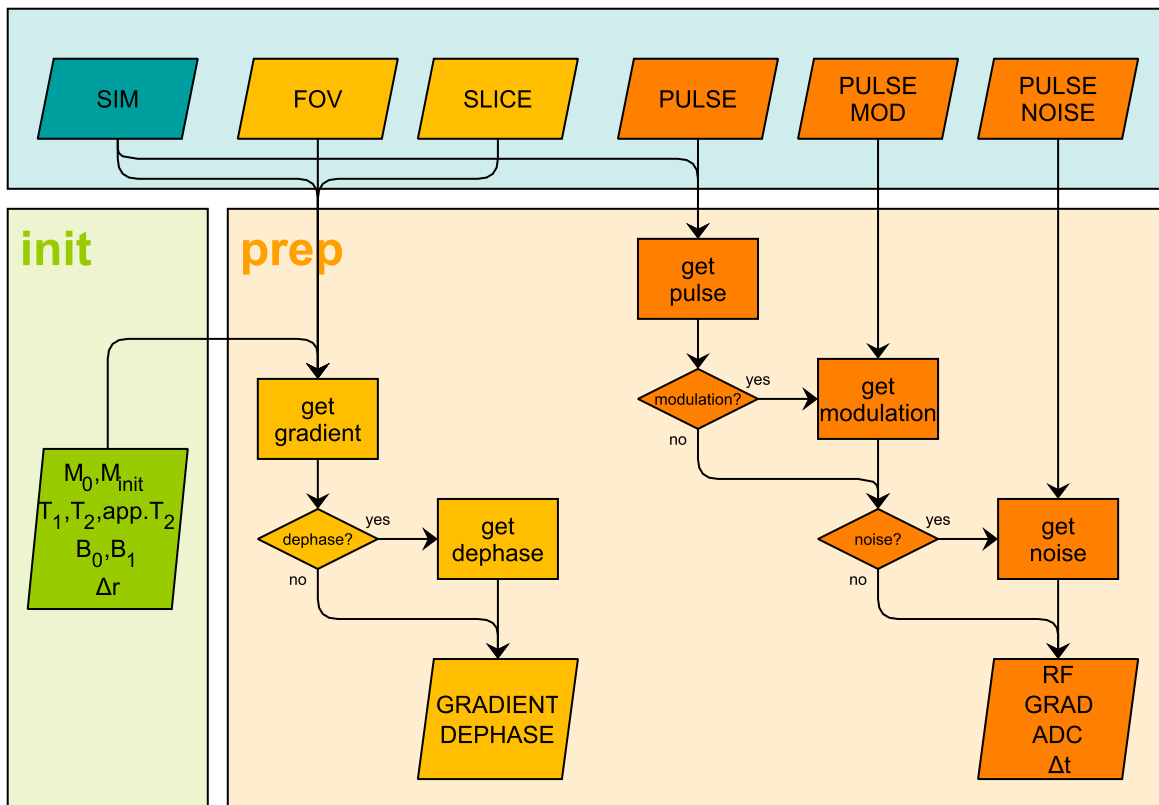 SIM
FOV
SLICE
PULSE
PULSE
MOD
PULSE
NOISE
init
prep
get
pulse
get
gradient
modulation?
yes
no
get
modulation
M0,Minit
T1,T2,app.T2
B0,B1
Δr
dephase?
yes
no
get
dephase
noise?
yes
no
get
noise
GRADIENT
DEPHASE
RF
GRAD
ADC
Δt